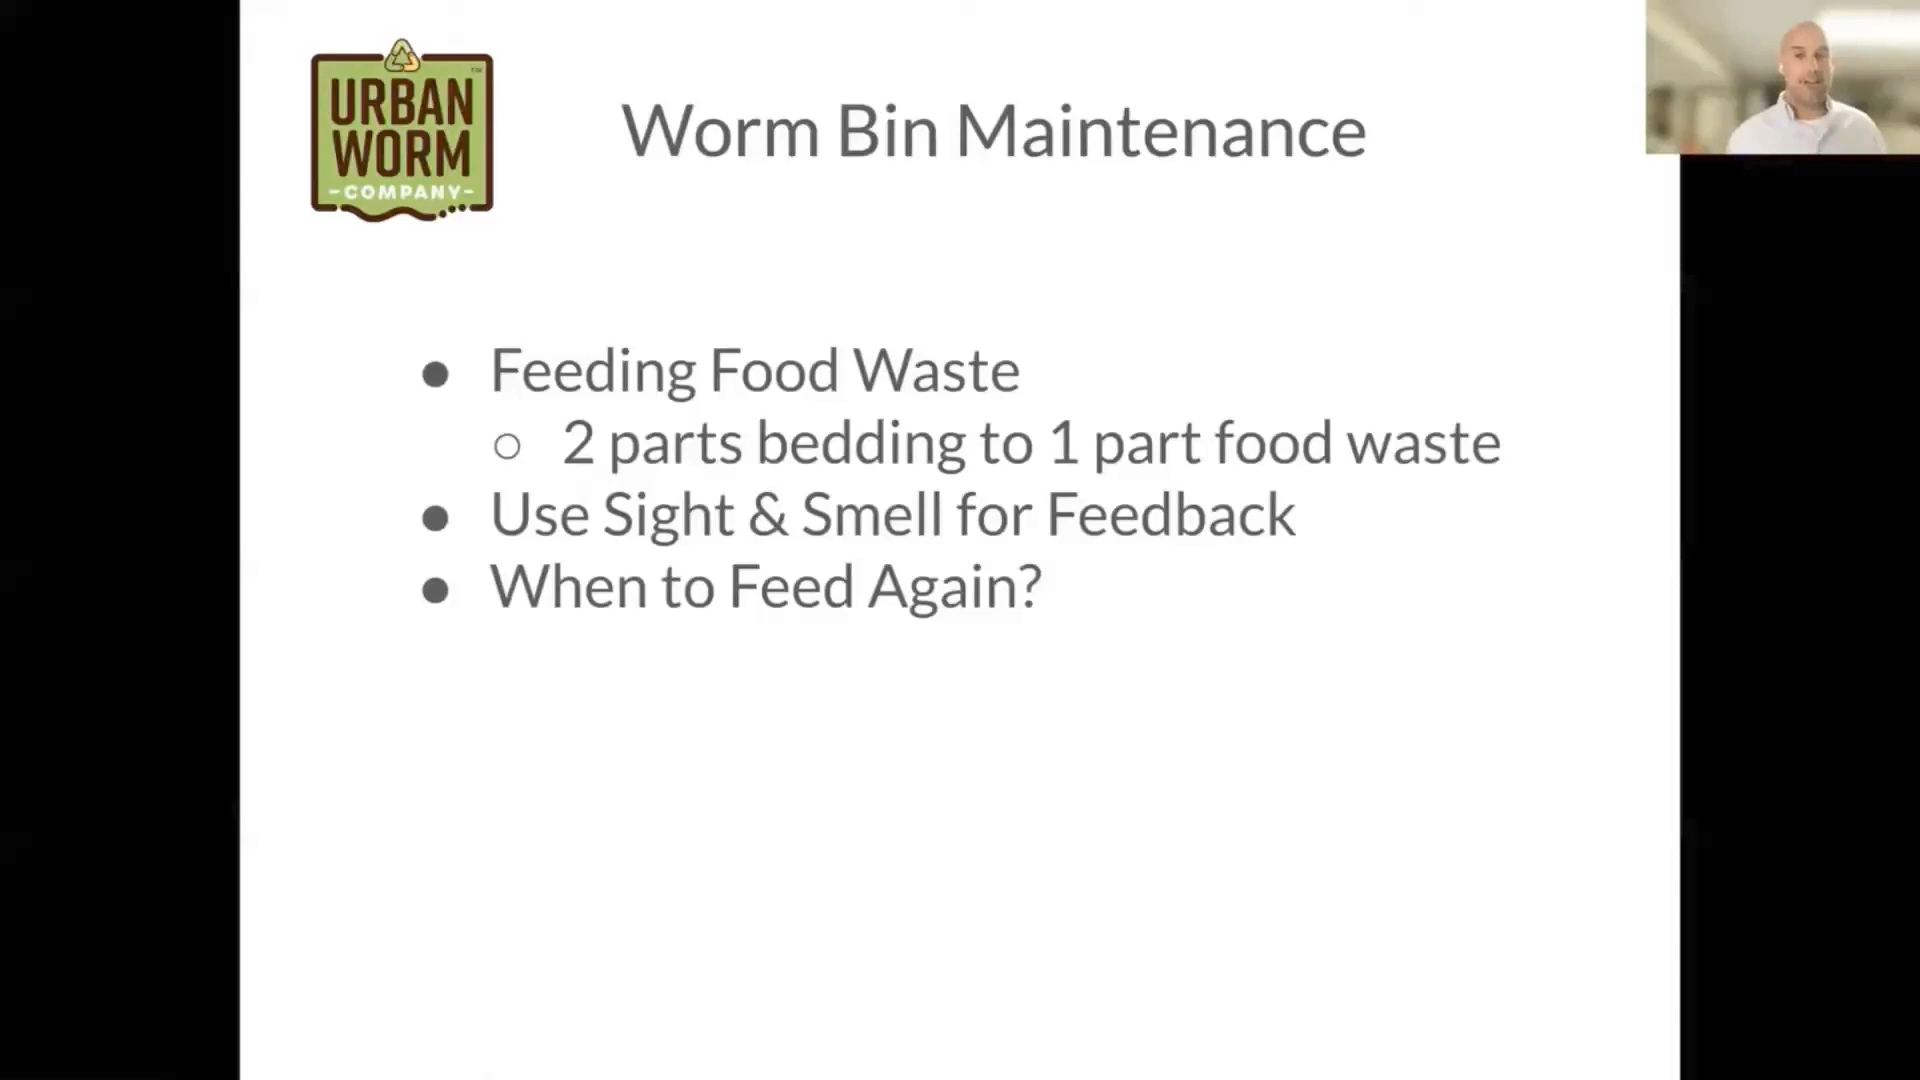 URBAN
WORM
-COMPANY-
™
Worm Bin Maintenance
● Feeding Food Waste
○ 2 parts bedding to 1 part food waste
● Use Sight & Smell for Feedback
● When to Feed Again?